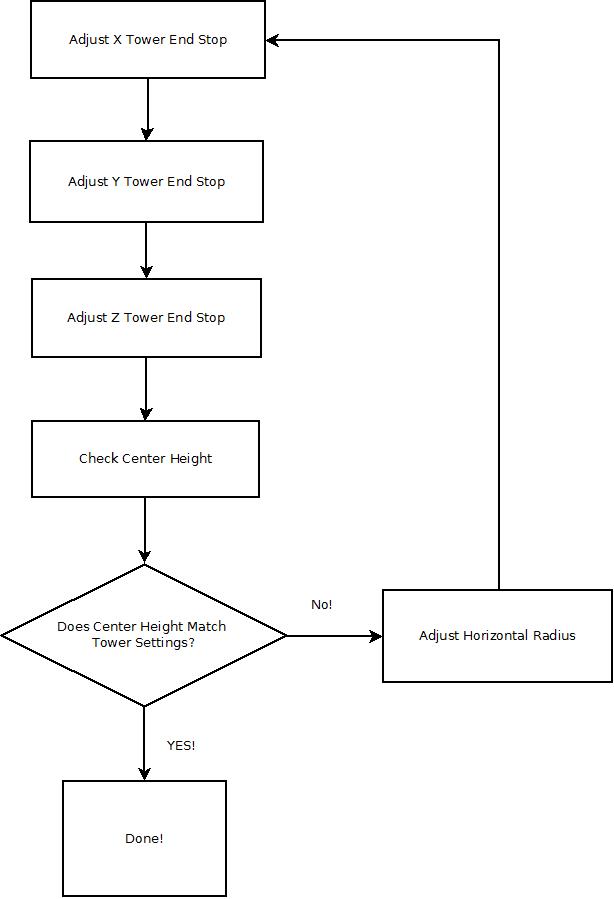 Adjust X Tower End Stop
Adjust Y Tower End Stop
Adjust Z Tower End Stop
Check Center Height
Does Center Height Match
Tower Settings?
No!
Adjust Horizontal Radius
YES!
Done!